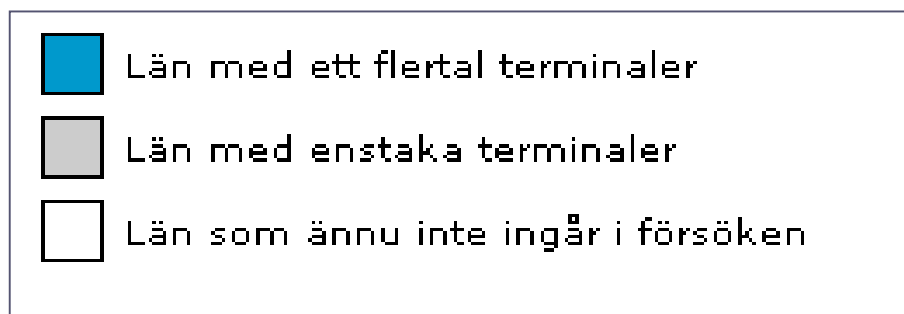 Län med ett flertal terminaler
Län med enstaka terminaler
Län som ännu inte ingår i försöken